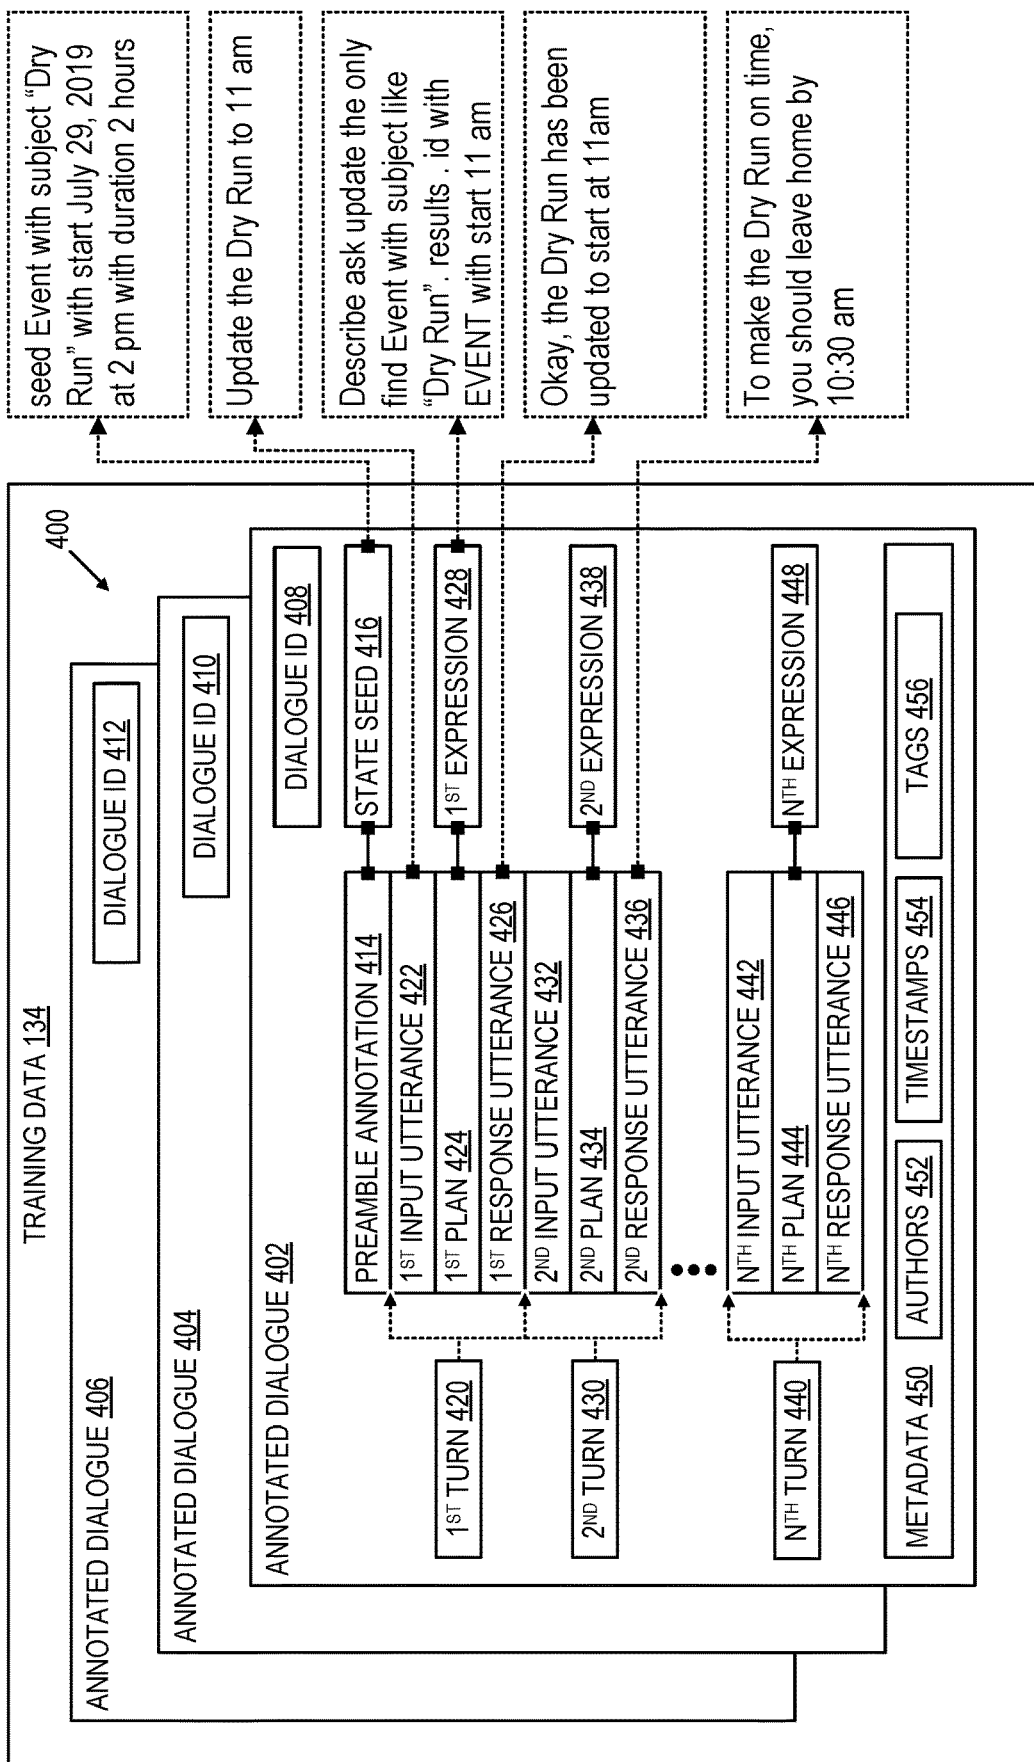 TRAINING DATA 134
400
ANNOTATED DIALOGUE 406
DIALOGUE ID 412
ANNOTATED DIALOGUE 404
DIALOGUE ID 410
ANNOTATED DIALOGUE 402
DIALOGUE ID 408
PREAMBLE ANNOTATION 414
STATE SEED 416
1ST TURN 420
1ST INPUT UTTERANCE 422
1ST PLAN 424
1ST EXPRESSION 428
1ST RESPONSE UTTERANCE 426
2ND TURN 430
2ND INPUT UTTERANCE 432
2ND PLAN 434
2ND EXPRESSION 438
2ND RESPONSE UTTERANCE 436
NTH TURN 440
NTH INPUT UTTERANCE 442
NTH PLAN 444
NTH EXPRESSION 448
NTH RESPONSE UTTERANCE 446
METADATA 450
AUTHORS 452
TIMESTAMPS 454
TAGS 456
seed Event with subject “Dry
Run” with start July 29, 2019
at 2 pm with duration 2 hours
Update the Dry Run to 11 am
Describe ask update the only
find Event with subject like
“Dry Run”. results . id with
EVENT with start 11 am
Okay, the Dry Run has been
updated to start at 11am
To make the Dry Run on time,
you should leave home by
10:30 am